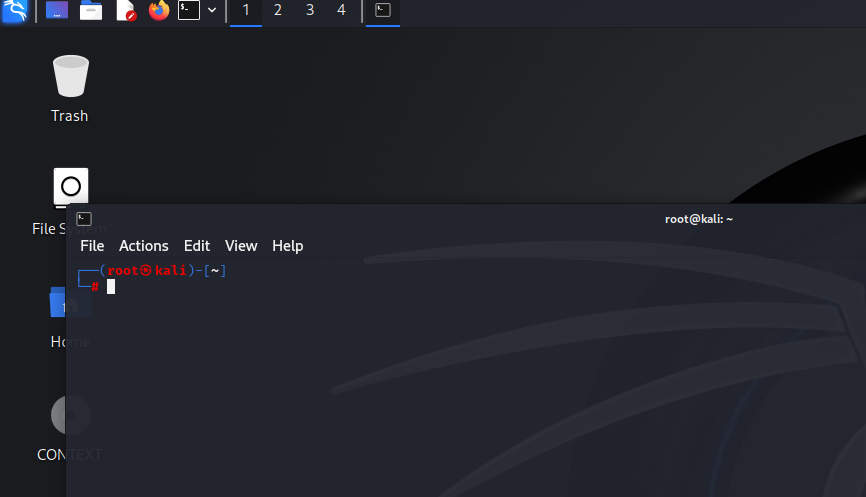 1 2 3 4
Trash
File System
root@kali: ~
File Actions Edit View Help
┌──(root㉿kali)-[~]
└─#
Home
CONTEXT